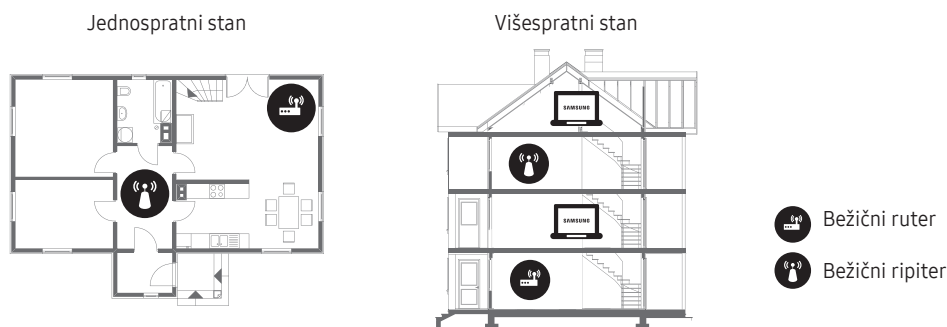 Jednospratni stan
Višespratni stan
SAMSUNG
SAMSUNG
Bežični ruter
Bežični ripiter